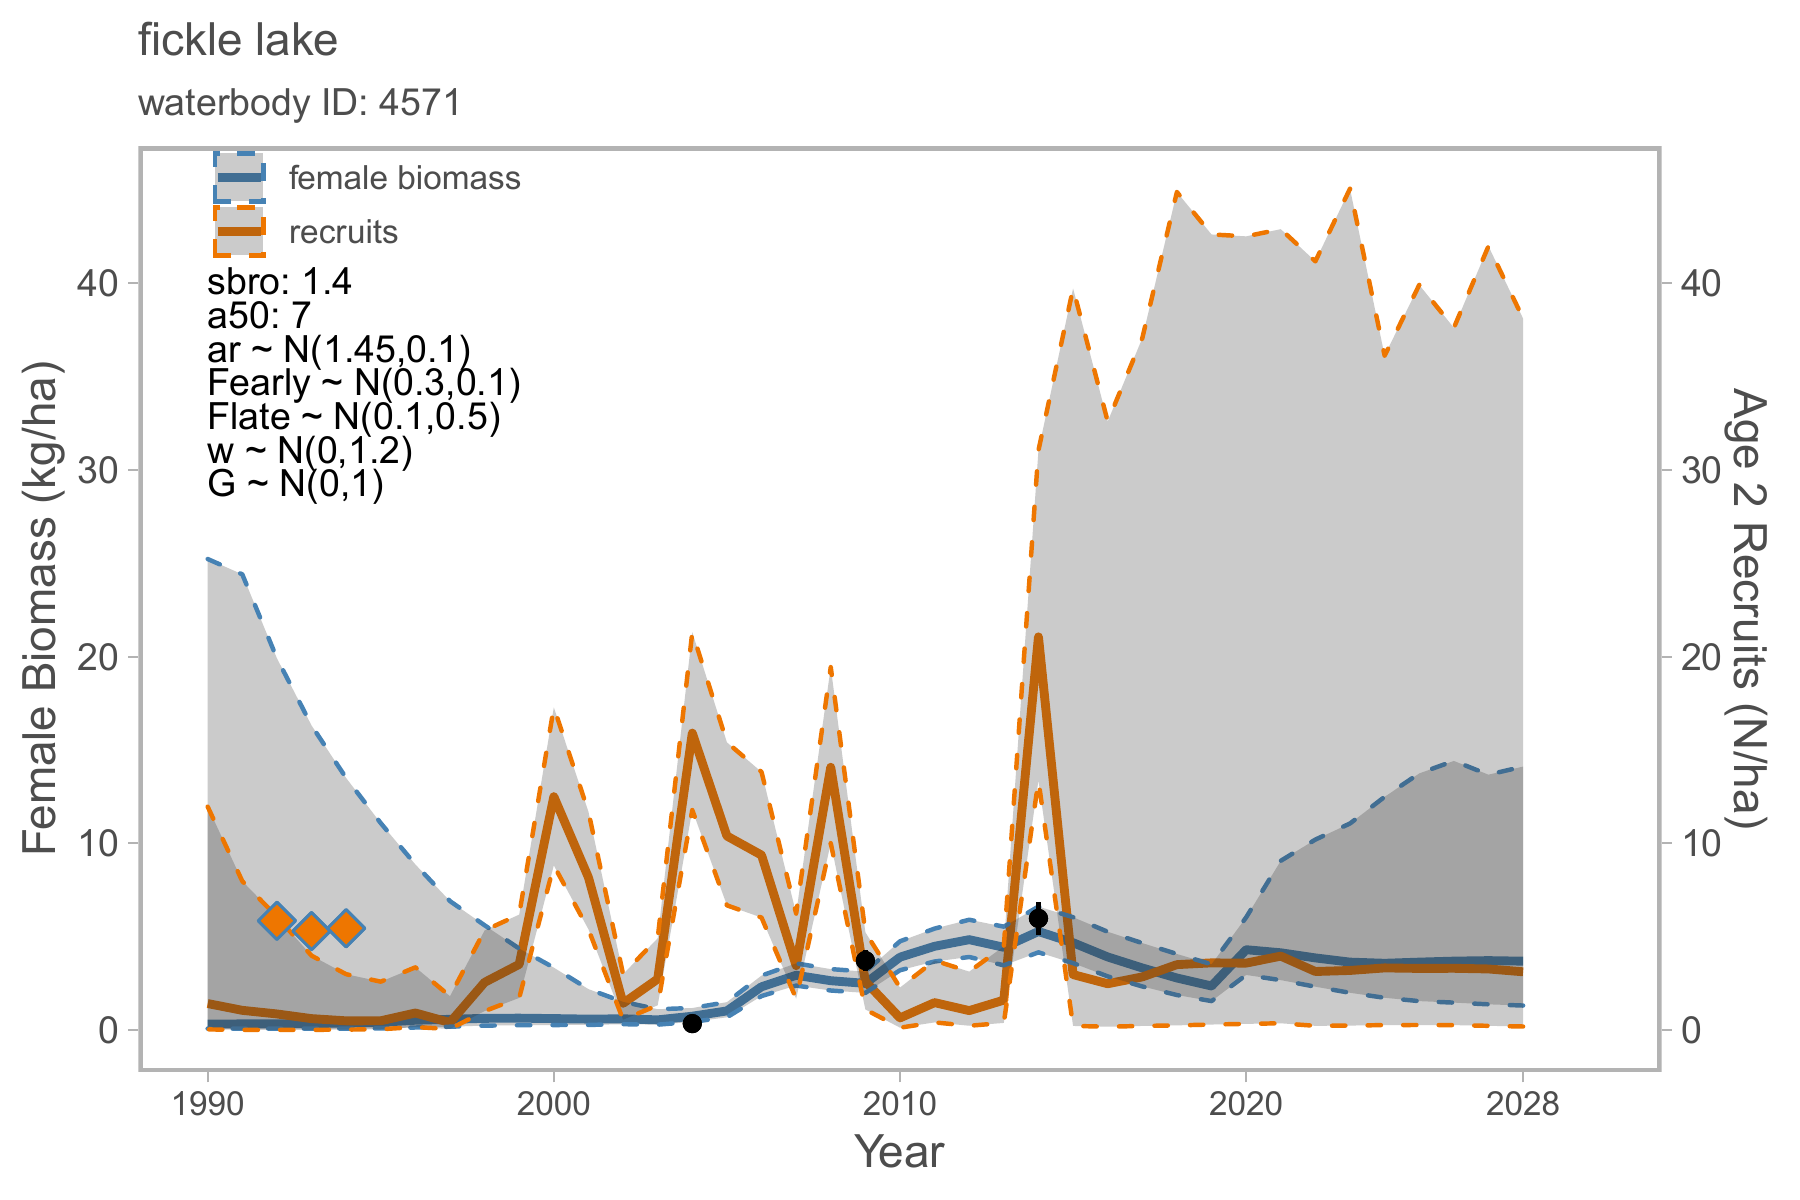 fickle lake
waterbody ID: 4571
female biomass
recruits
sbro: 1.4
a50: 7
ar ~ N(1.45,0.1)
Fearly ~ N(0.3,0.1)
Flate ~ N(0.1,0.5)
w ~ N(0,1.2)
G ~ N(0,1)
Female Biomass (kg/ha)
40
30
20
10
0
40
30
20
10
0
Age 2 Recruits (N/ha)
1990 2000 2010 2020 2028
Year